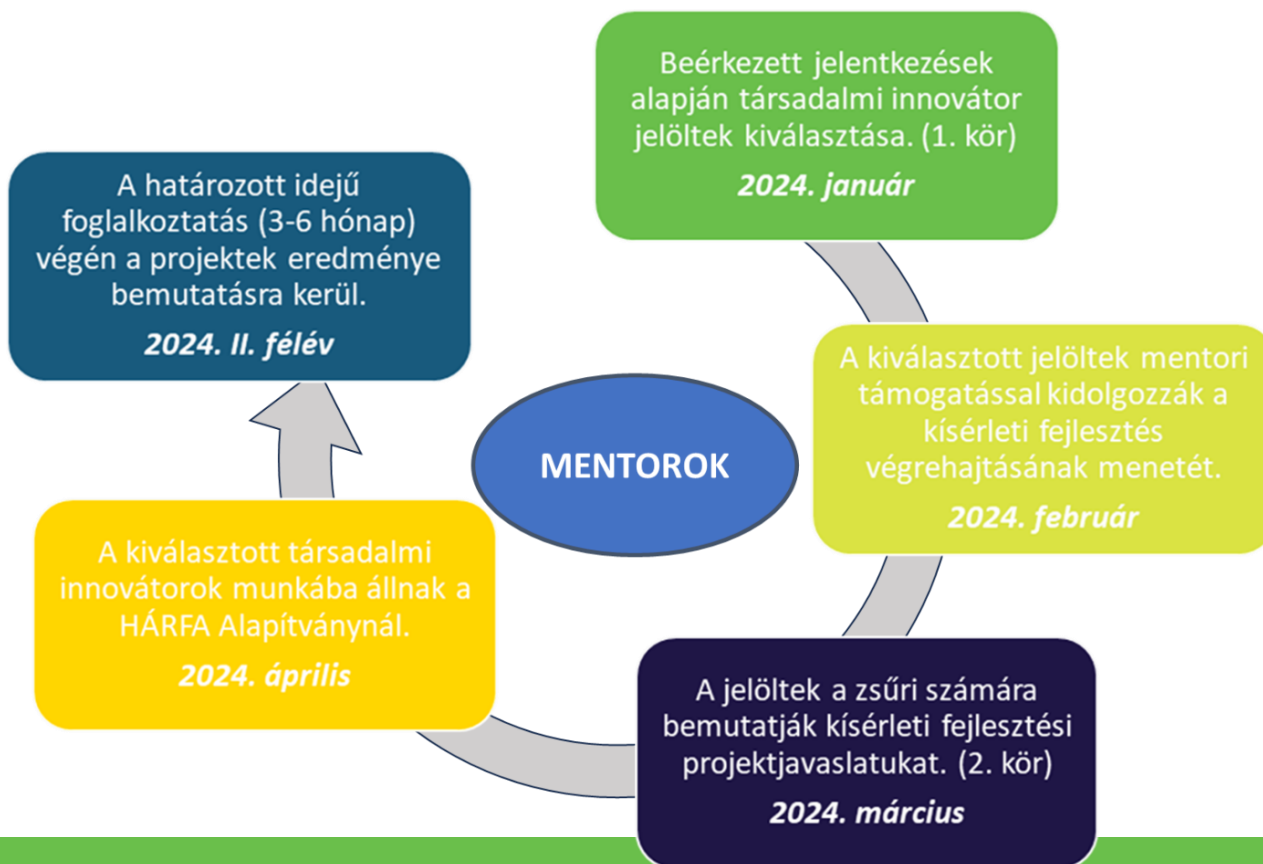 Beérkezett jelentkezések
alapján társadalmi innovátor
jelöltek kiválasztása. (1. kör)
2024. január
A kiválasztott jelöltek mentori
támogatással kidolgozzák a
kísérleti fejlesztés
végrehajtásának menetét.
2024. február
A jelöltek a zsűri számára
bemutatják kísérleti fejlesztési
projektjavaslatukat. (2. kör)
2024. március
A kiválasztott társadalmi
innovátorok munkába állnak a
HÁRFA Alapítványnál.
2024. április
A határozott idejű
foglalkoztatás (3-6 hónap)
végén a projektek eredménye
bemutatásra kerül.
2024. II. félév
MENTOROK